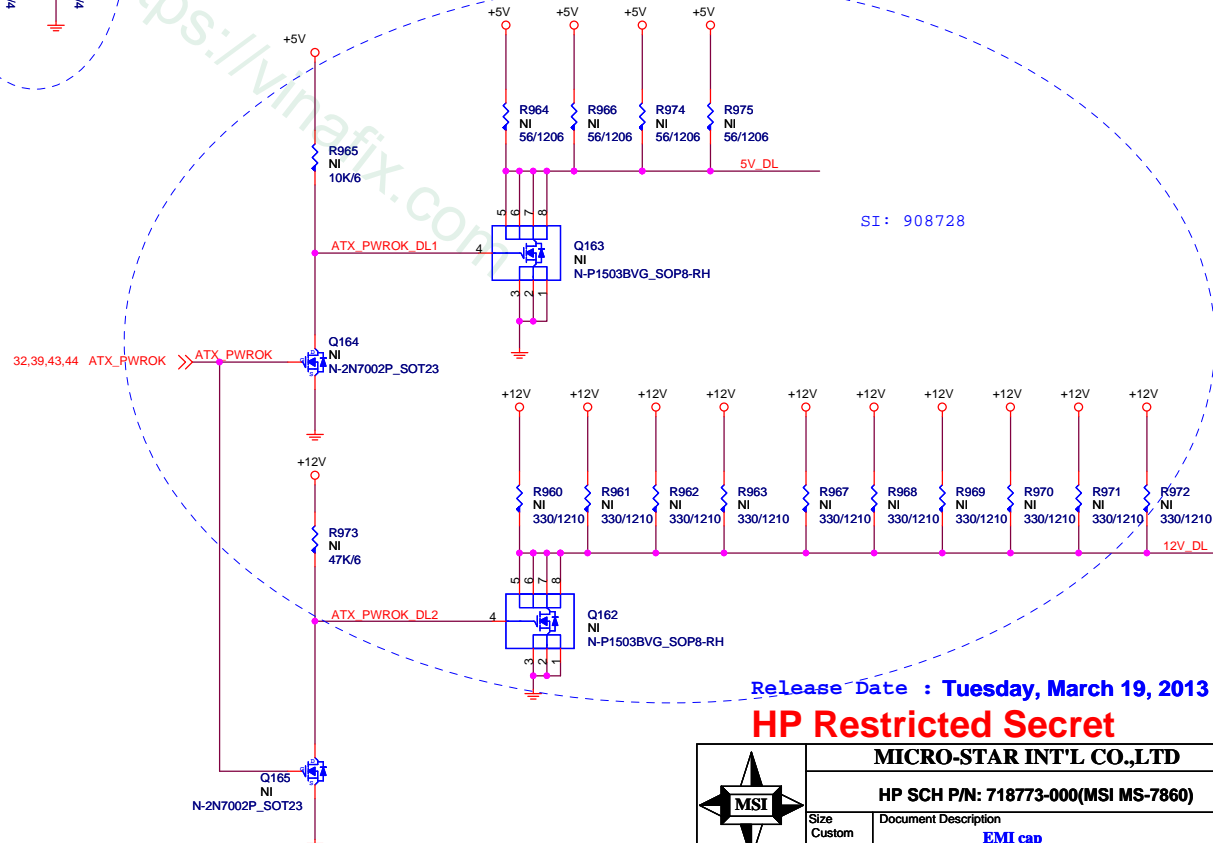 +5V
+5V
+5V
+5V
+5V
https://vinafix.com
R964
NI
56/1206
R966
NI
56/1206
R974
NI
56/1206
R975
NI
56/1206
R965
NI
10K/6
5V_DL
5
6
7
8
SI: 908728
ATX_PWROK_DL1
4
Q163
NI
N-P1503BVG_SOP8-RH
3
2
1
32,39,43,44 ATX_PWROK
ATX_PWROK
Q164
NI
N-2N7002P_SOT23
+12V
+12V
+12V
+12V
+12V
+12V
+12V
+12V
+12V
+12V
+12V
R960
NI
330/1210
R961
NI
330/1210
R962
NI
330/1210
R963
NI
330/1210
R967
NI
330/1210
R968
NI
330/1210
R969
NI
330/1210
R970
NI
330/1210
R971
NI
330/1210
R972
NI
330/1210
R973
NI
47K/6
12V_DL
5
6
7
8
ATX_PWROK_DL2
4
Q162
NI
N-P1503BVG_SOP8-RH
3
2
1
Release Date : Tuesday, March 19, 2013
HP Restricted Secret
MICRO-STAR INT'L CO.,LTD
HP SCH P/N: 718773-000(MSI MS-7860)
MSI
Size
Custom
Document Description
EMI cap
Q165
NI
N-2N7002P_SOT23